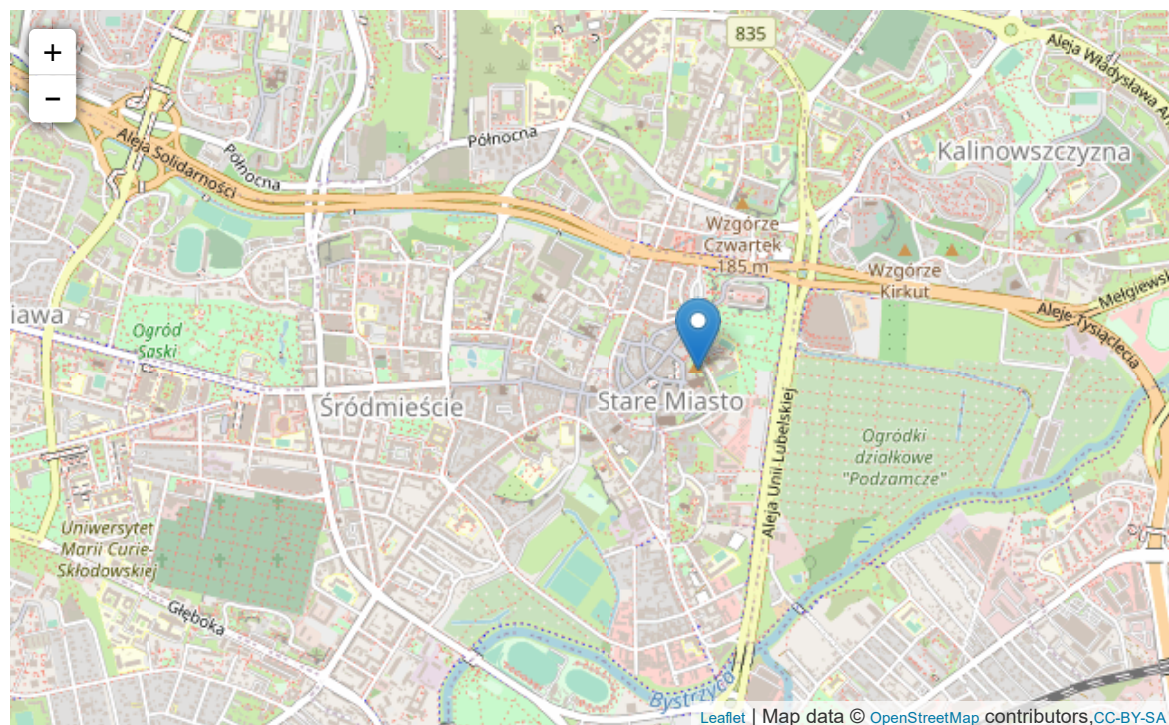 +
-
835
Aleja Władysława An
Północna
Aleja Solidarności
Północna
Kalinowszczyzna
Wzgórze
Czwartek
185 m
Wzgórze
Kirkut
Mełgiewsk
Aleje Tysiąclecia
iawa
Ogród
Saski
Śródmieście
Stare Miasto
Aleja Unii Lubelskiej
Ogródki
działkowe
"Podzamcze"
Uniwersytet
Marii Curie-
Skłodowskiej
Głęboka
Bystrzyca
Leaflet | Map data © OpenStreetMap contributors,CC-BY-SA